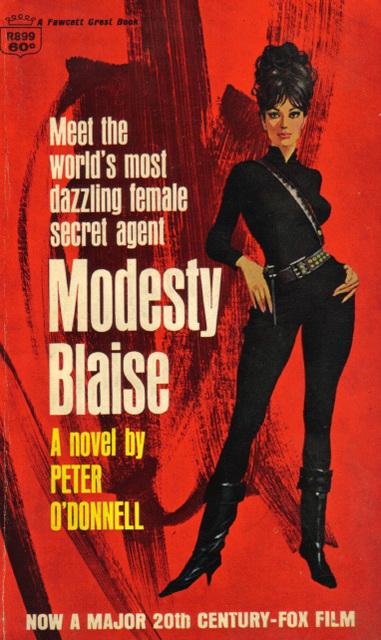 A Fawcett Crest Book
R899
60¢
Meet the
world's most
dazzling female
secret agent
Modesty
Blaise
A novel by
PETER
O'DONNELL
NOW A MAJOR 20th CENTURY-FOX FILM